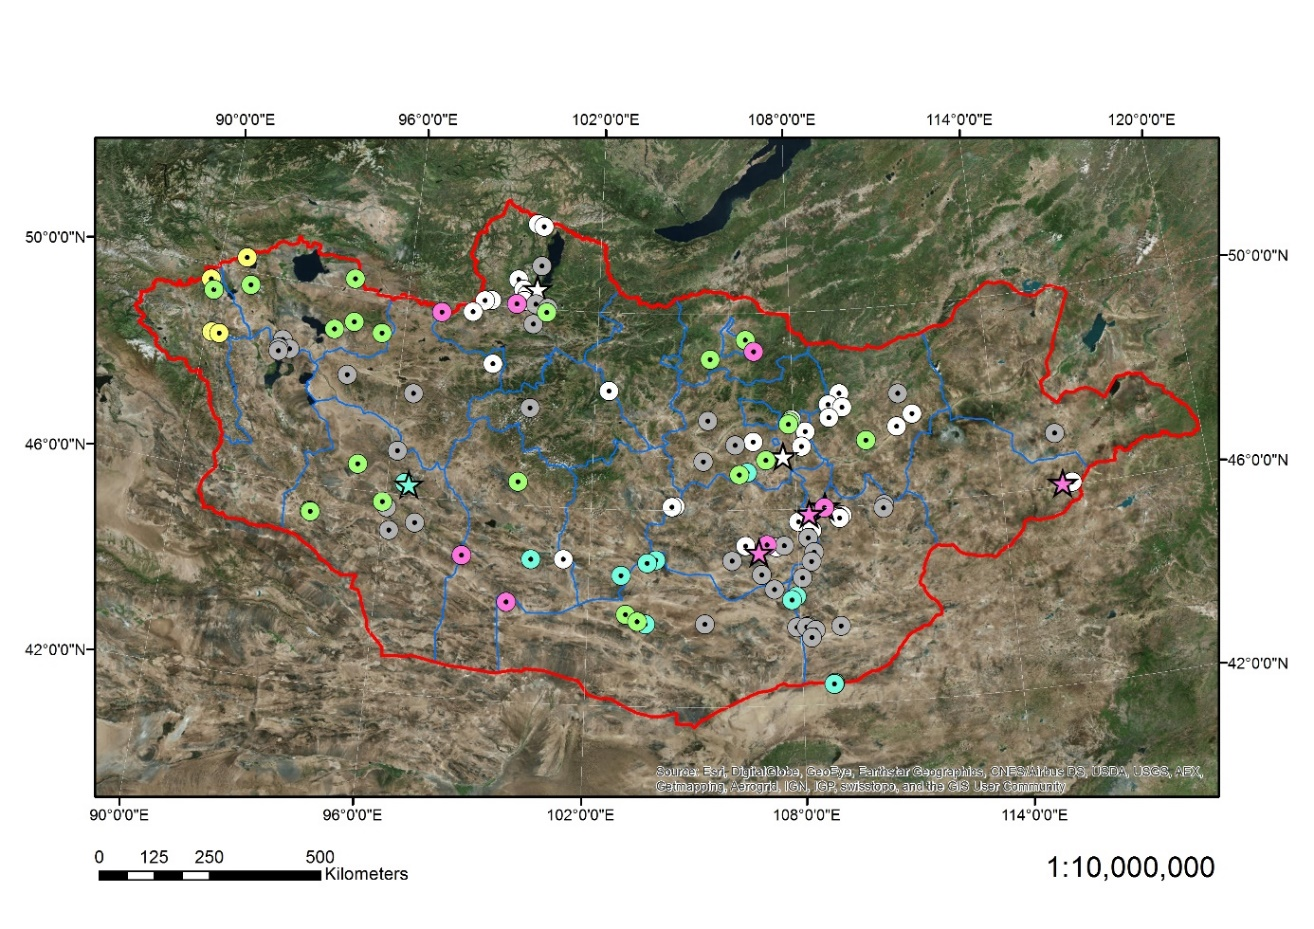 90°0'0"E 96°0'0"E 102°0'0"E 108°0'0"E 114°0'0"E 120°0'0"E
50°0'0"N 50°0'0"N
46°0'0"N 46°0'0"N
42°0'0"N 42°0'0"N
Source: Esri, DigitalGlobe, GeoEye, Earthstar Geographics, CNES/Airbus DS, USDA, USGS, AEX,
Getmapping, Aerogrid, IGN, IGP, swisstopo, and the GIS User Community
90°0'0"E 96°0'0"E 102°0'0"E 108°0'0"E 114°0'0"E
0 125 250 500
Kilometers
1:10,000,000